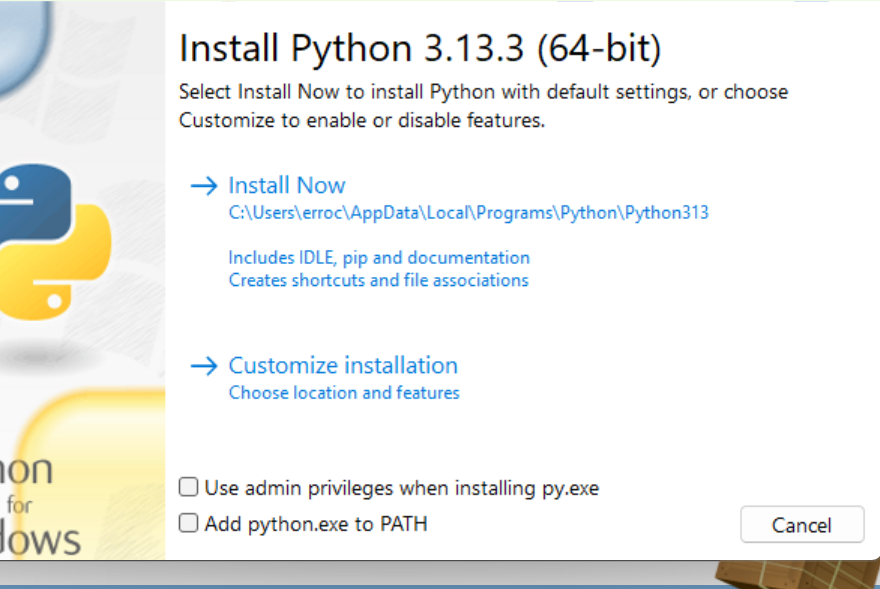 Install Python 3.13.3 (64-bit)
Select Install Now to install Python with default settings, or choose
Customize to enable or disable features.
→ Install Now
C:\Users\erroc\AppData\Local\Programs\Python\Python313
Includes IDLE, pip and documentation
Creates shortcuts and file associations
→ Customize installation
Choose location and features
hon
for
dows
Use admin privileges when installing py.exe
Add python.exe to PATH
Cancel